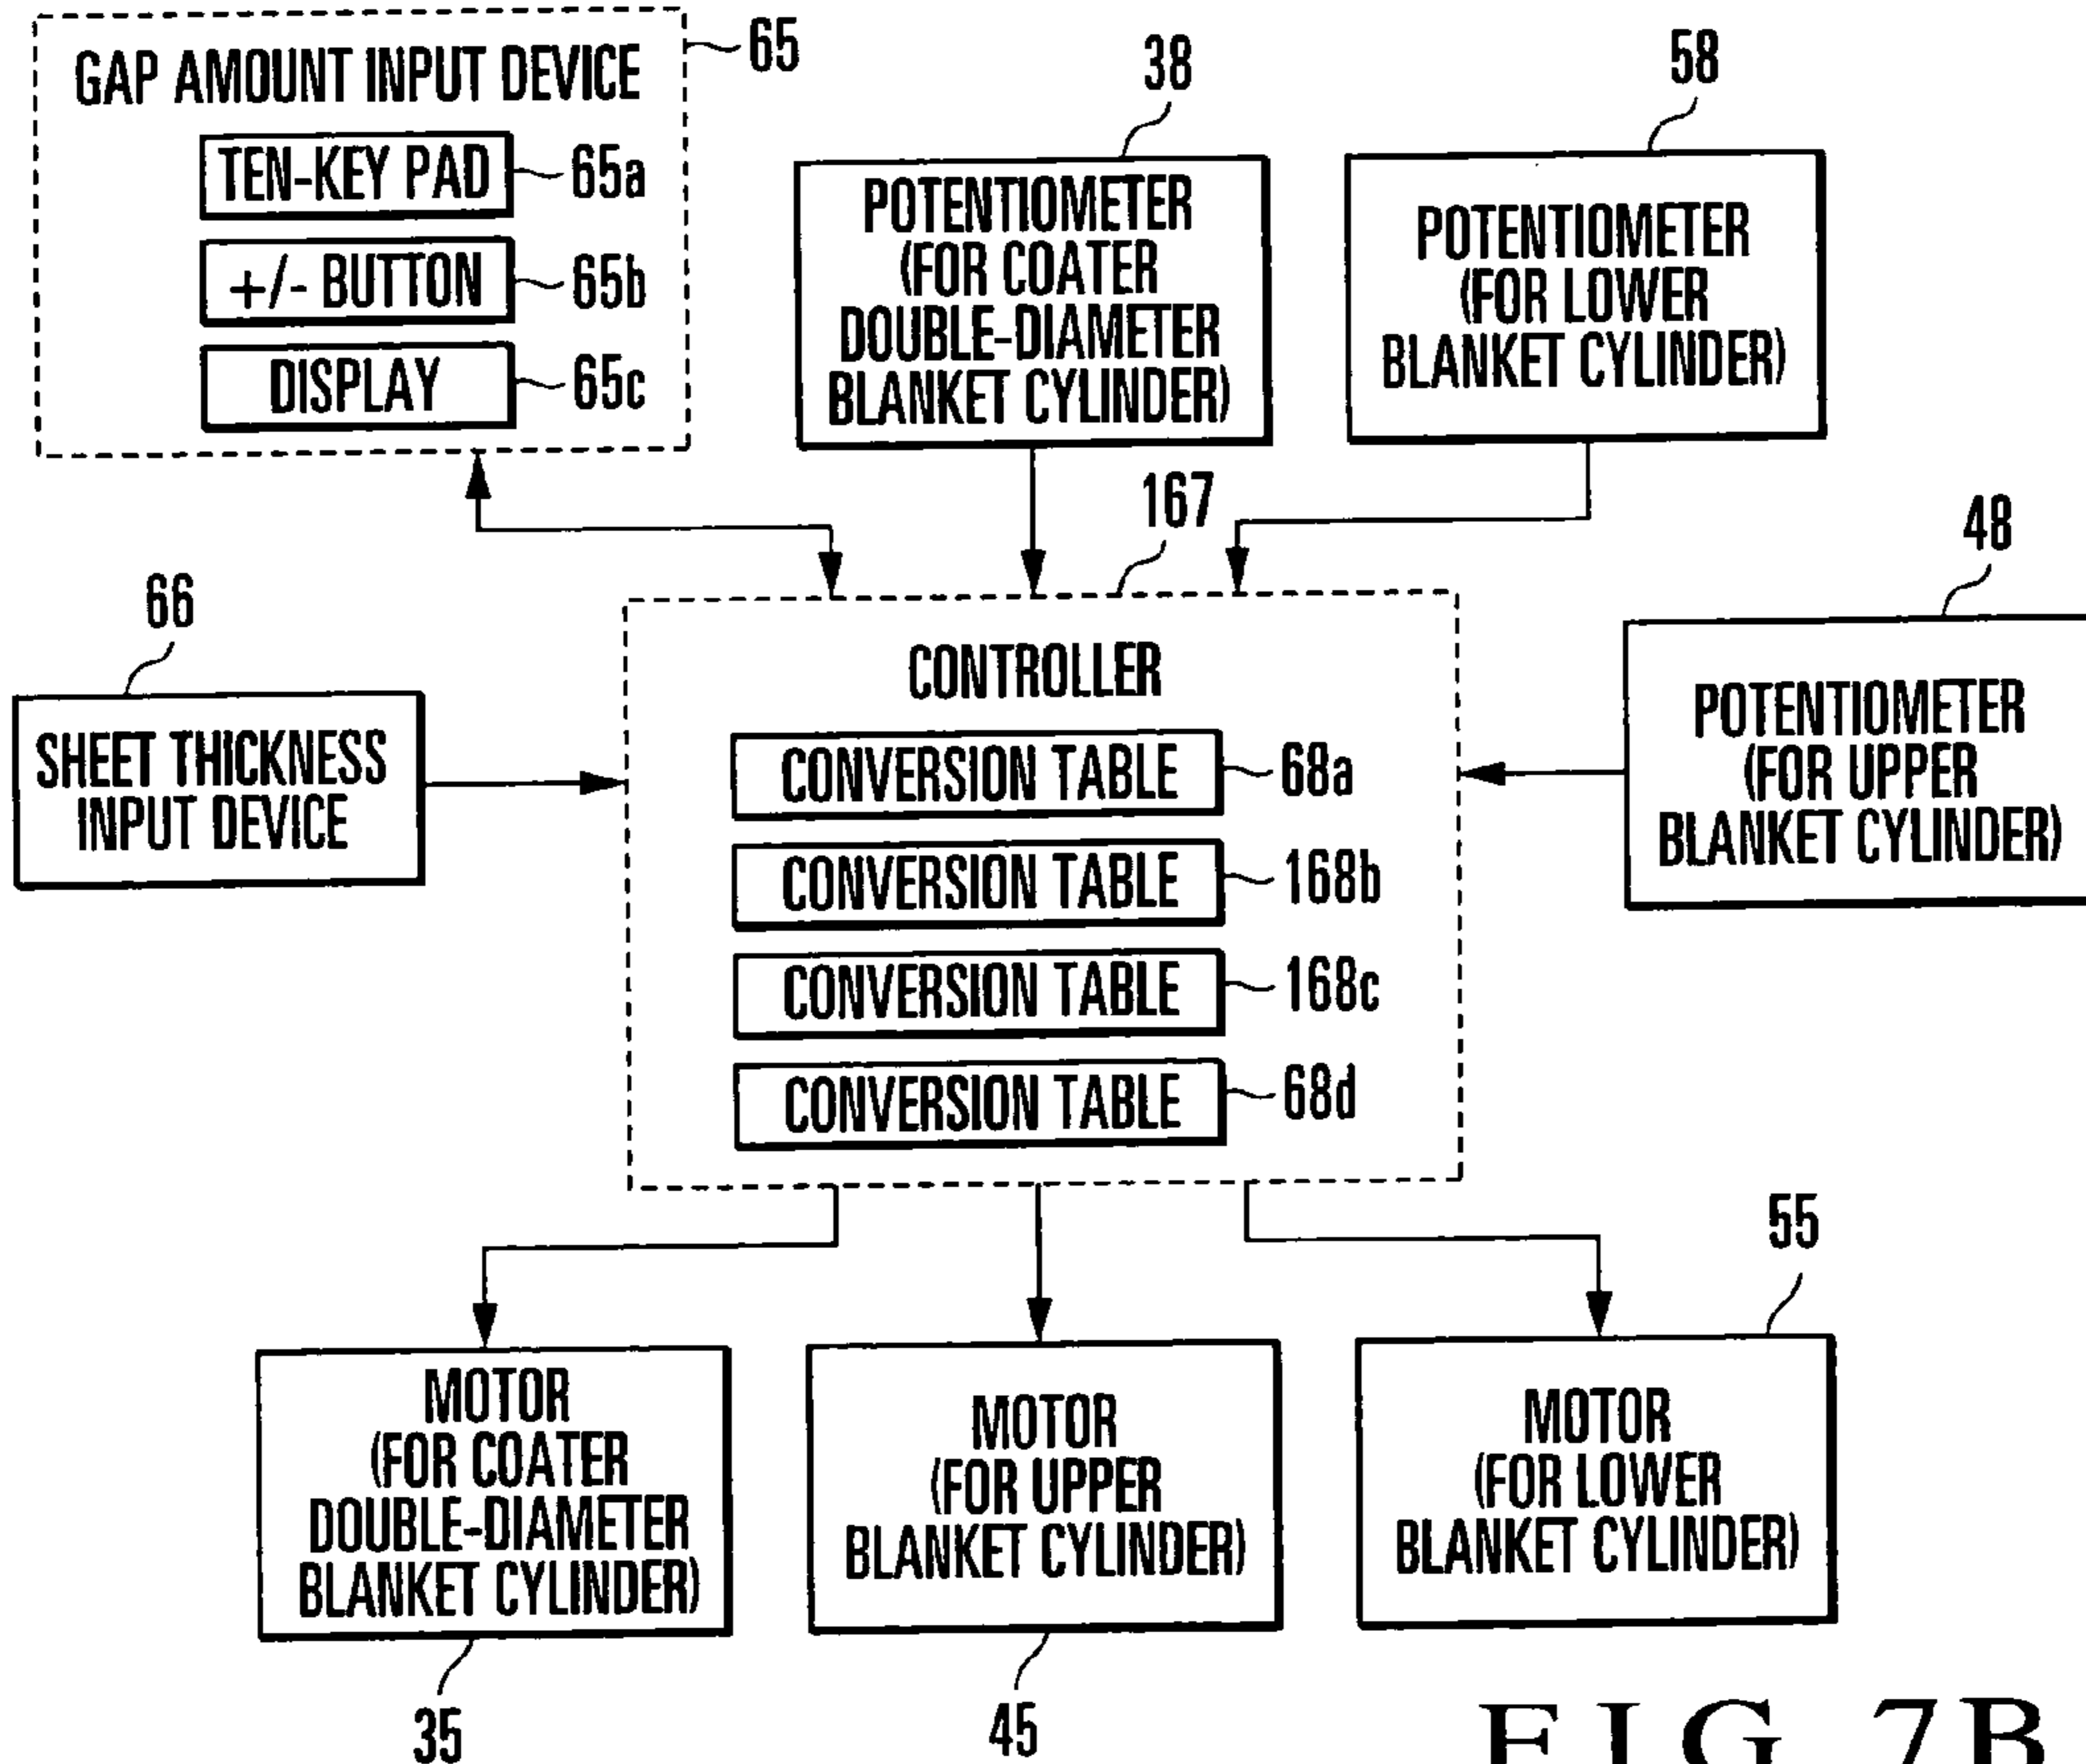 GAP AMOUNT INPUT DEVICE
65
TEN-KEY PAD
65a
+/- BUTTON
65b
DISPLAY
65c
38
POTENTIOMETER
(FOR COATER
DOUBLE-DIAMETER
BLANKET CYLINDER)
58
POTENTIOMETER
(FOR LOWER
BLANKET CYLINDER)
167
48
POTENTIOMETER
(FOR UPPER
BLANKET CYLINDER)
66
SHEET THICKNESS
INPUT DEVICE
CONTROLLER
CONVERSION TABLE
68a
CONVERSION TABLE
168b
CONVERSION TABLE
168c
CONVERSION TABLE
68d
MOTOR
(FOR COATER
DOUBLE-DIAMETER
BLANKET CYLINDER)
35
MOTOR
(FOR UPPER
BLANKET CYLINDER)
45
55
MOTOR
(FOR LOWER
BLANKET CYLINDER)
FIG 7B